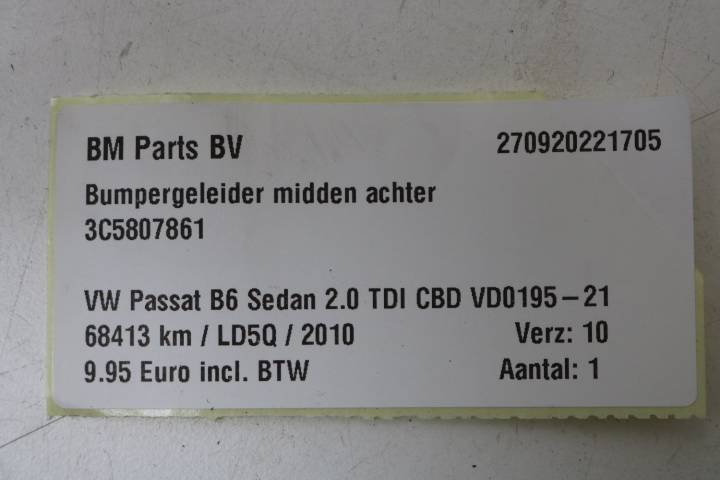 BM Parts BV 270920221705
Bumpergeleider midden achter
3C5807861
VW Passat B6 Sedan 2.0 TDI CBD VD0195-21
68413 km / LD5Q / 2010 Verz: 10
9.95 Euro incl. BTW Aantal: 1